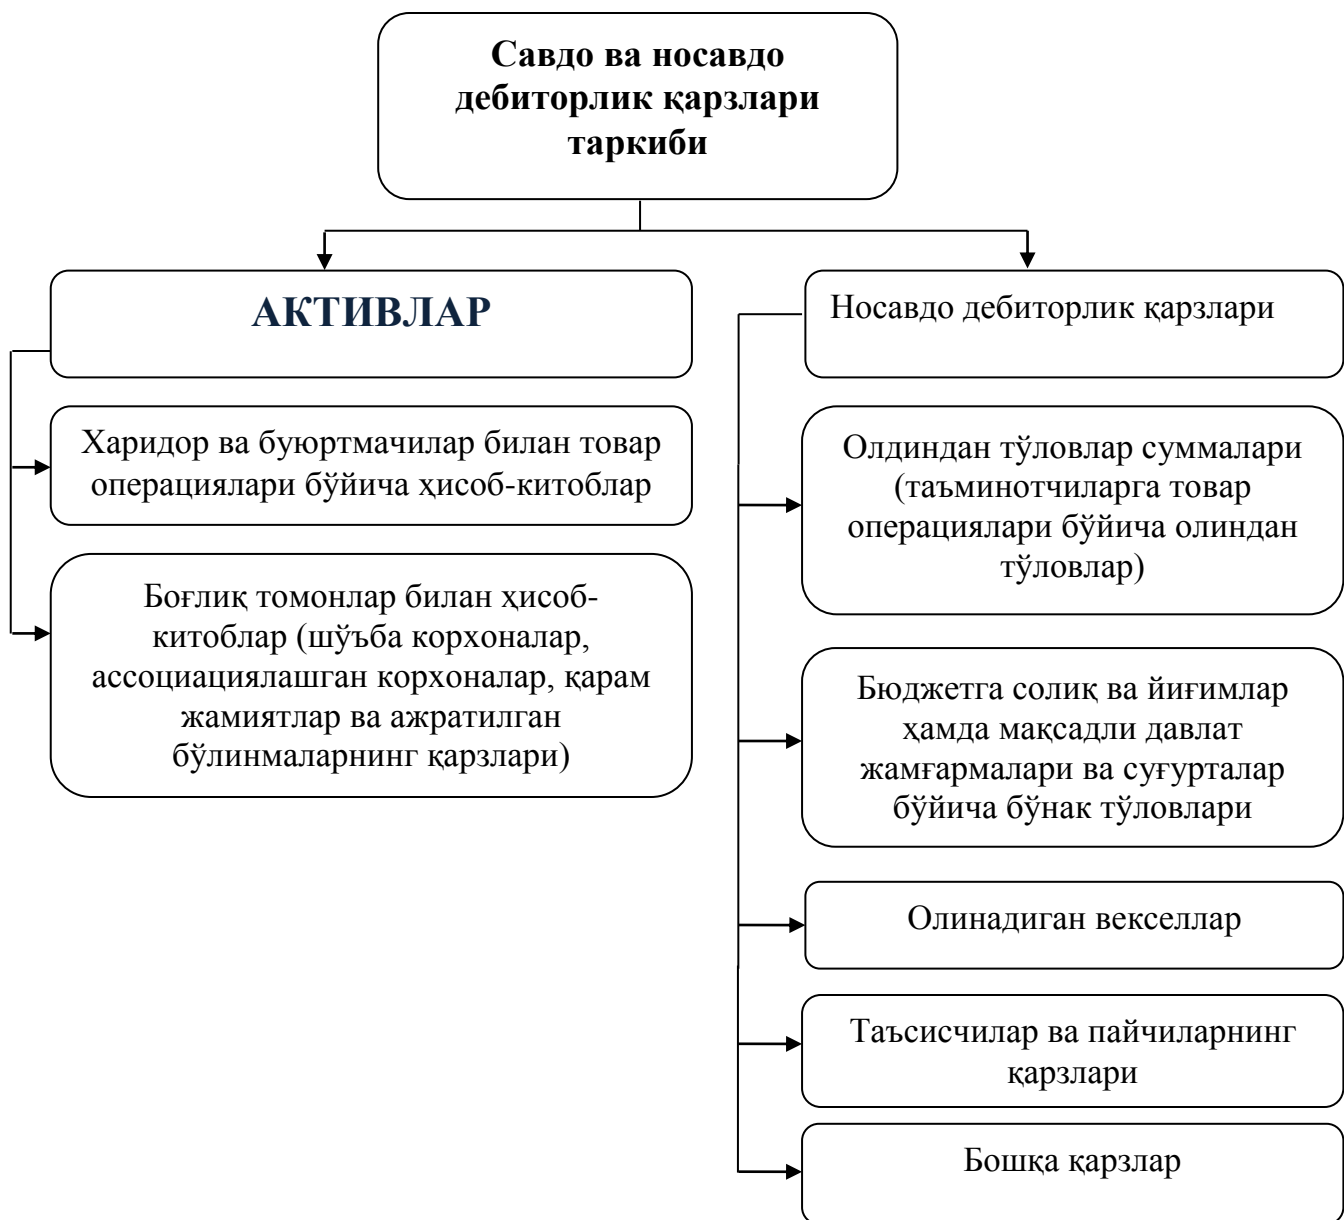 Савдо ва носавдо
дебиторлик қарзлари
таркиби
АКТИВЛАР
Харидор ва буюртмачилар билан товар
операциялари бўйича ҳисоб-китоблар
Боғлиқ томонлар билан ҳисоб-
китоблар (шўъба корхоналар,
ассоциациялашган корхоналар, қарам
жамиятлар ва ажратилган
бўлинмаларнинг қарзлари)
Носавдо дебиторлик қарзлари
Олдиндан тўловлар суммалари
(таъминотчиларга товар
операциялари бўйича олиндан
тўловлар)
Бюджетга солиқ ва йиғимлар
ҳамда мақсадли давлат
жамғармалари ва суғурталар
бўйича бўнак тўловлари
Олинадиган векселлар
Таъсисчилар ва пайчиларнинг
қарзлари
Бошқа қарзлар